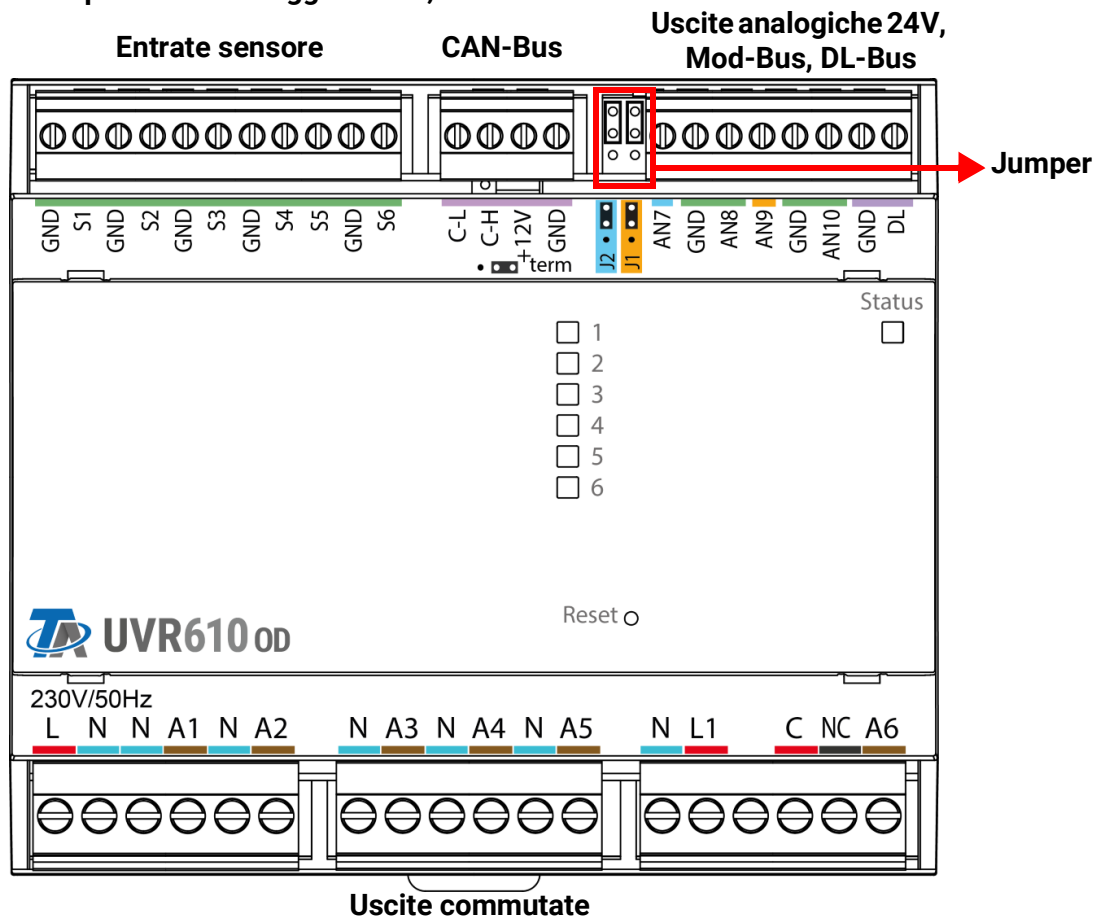 Entrate sensore
CAN-Bus
Uscite analogiche 24V,
Mod-Bus, DL-Bus
Jumper
GND S1 GND S2 GND S3 GND S4 S5 GND S6
C-L C-H +12V GND
term
J2 J1
AN7 GND AN8 AN9 GND AN10 GND DL
Status
1
2
3
4
5
6
Reset
TA UVR610 OD
230V/50Hz
L N N A1 N A2 N A3 N A4 N A5 N L1 C NC A6
Uscite commutate